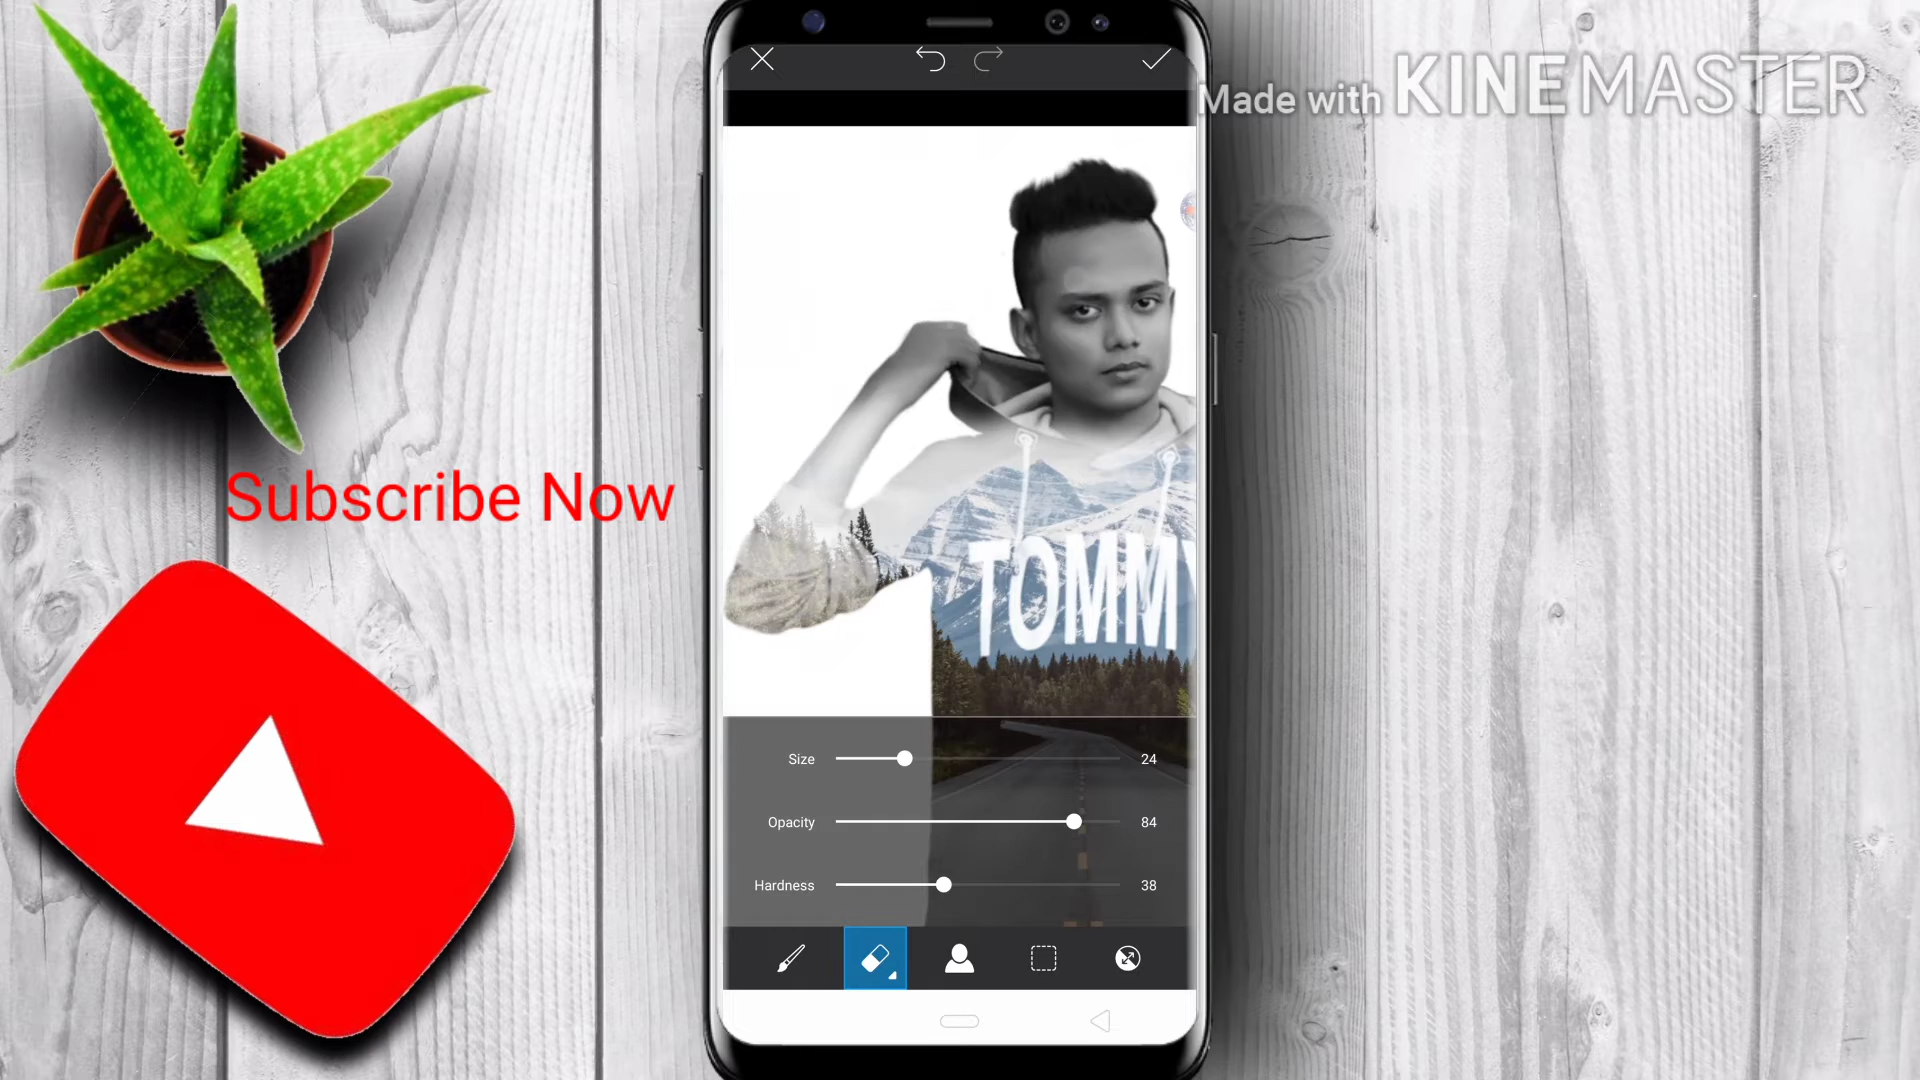 Made with KINEMASTER
Subscribe Now
TOMMY
Size 24
Opacity 84
Hardness 38